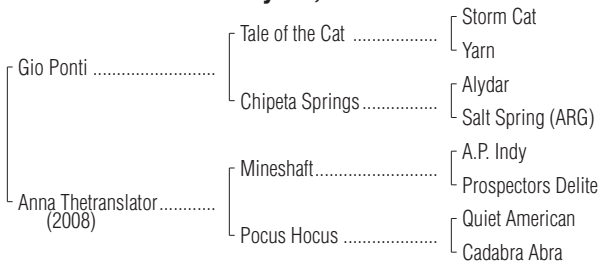 Storm Cat
Tale of the Cat ..................
Yarn
Gio Ponti .........................
Alydar
Chipeta Springs................
Salt Spring (ARG)
A.P. Indy
Mineshaft.........................
Prospectors Delite
Anna Thetranslator............
(2008)
Quiet American
Pocus Hocus ...................
Cadabra Abra